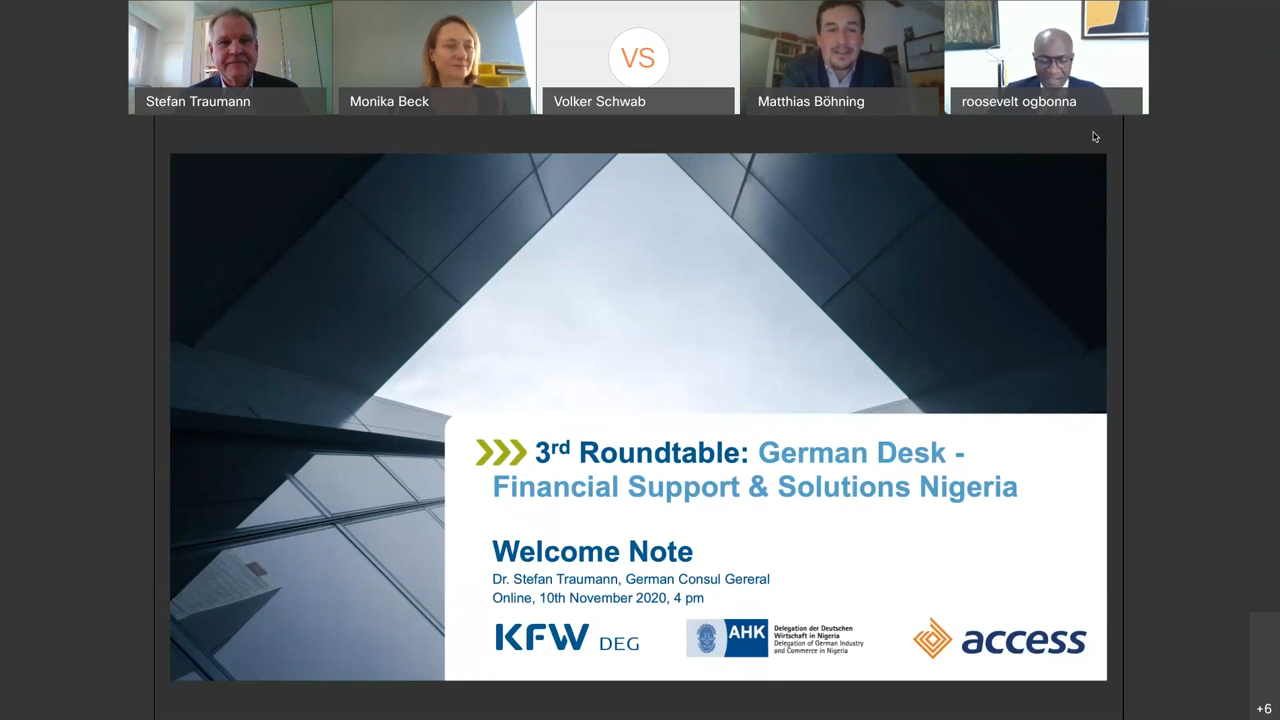 VS
Stefan Traumann
Monika Beck
Volker Schwab
Matthias Böhning
roosevelt ogbonna
3rd Roundtable: German Desk -
Financial Support & Solutions Nigeria
Welcome Note
Dr. Stefan Traumann, German Consul Gereral
Online, 10th November 2020, 4 pm
KFW DEG
AHK
Delegation der Deutschen
Wirtschaft in Nigeria
Delegation of German Industry
and Commerce in Nigeria
access
+6